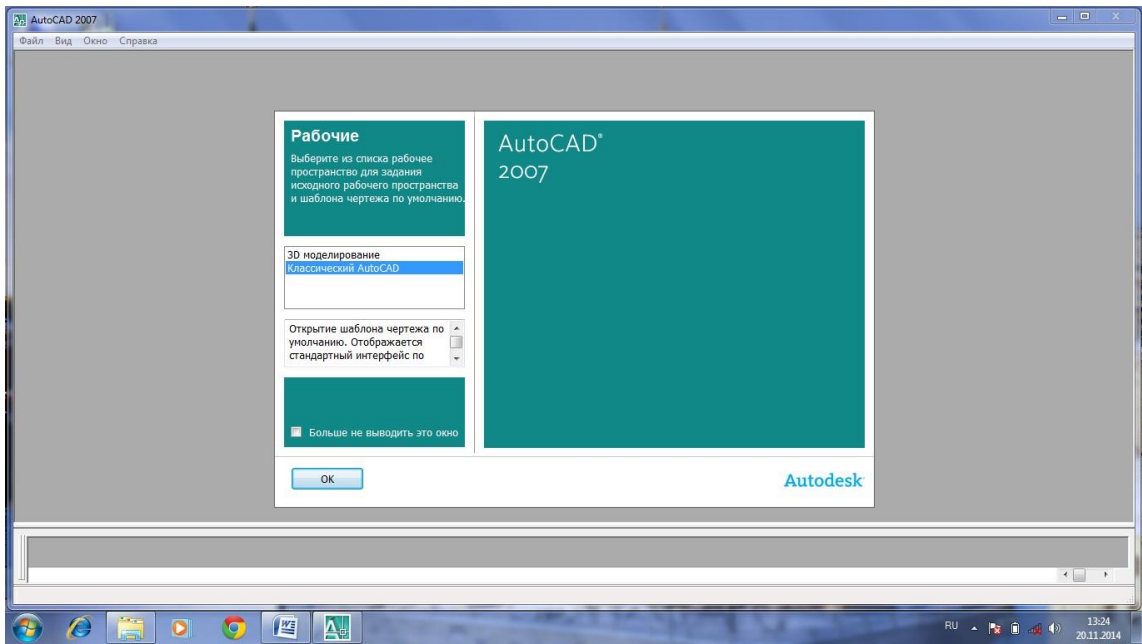 AutoCAD 2007
Файл Вид Окно Справка
Рабочие
Выберите из списка рабочее
пространство для задания
исходного рабочего пространства
и шаблона чертежа по умолчанию.
3D моделирование
Классический AutoCAD
Открытие шаблона чертежа по
умолчанию. Отображается
стандартный интерфейс по
Больше не выводить это окно
OK
AutoCAD®
2007
Autodesk
RU
13:24
20.11.2014